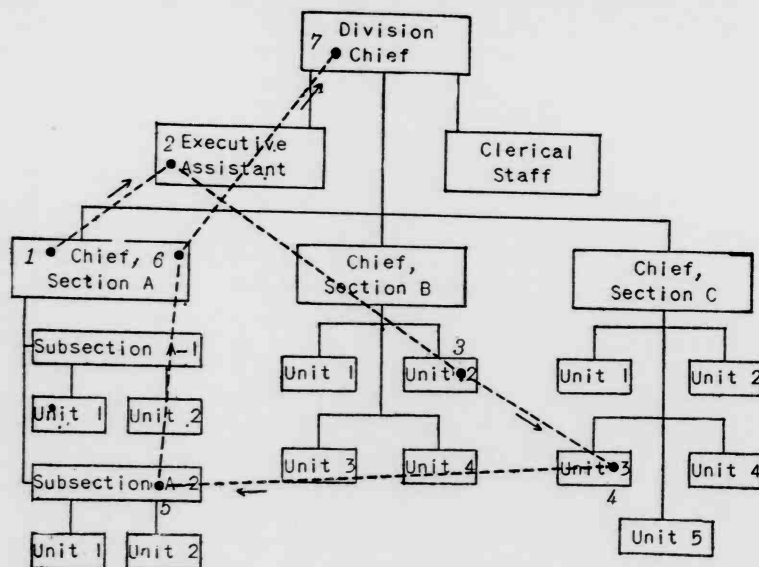 7 Division
Chief
2 Executive
Assistant
Clerical
Staff
1 Chief, 6
Section A
Chief,
Section B
Chief,
Section C
Subsection A-1
Unit 1
Unit 2
3
Unit 1
Unit 2
Unit 1
Unit 2
Unit 3
Unit 4
Unit 3
Unit 4
4
Subsection A-2
5
Unit 1
Unit 2
Unit 5